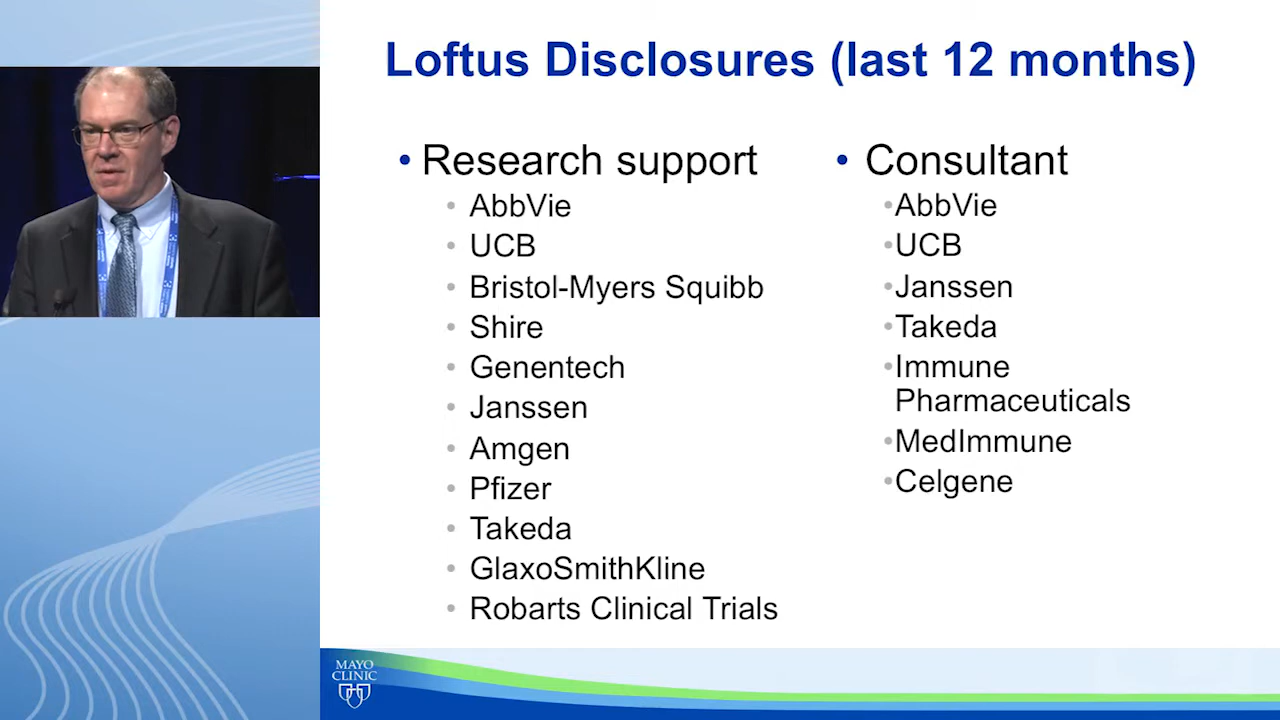 Loftus Disclosures (last 12 months)
• Research support
• AbbVie
• UCB
• Bristol-Myers Squibb
• Shire
• Genentech
• Janssen
• Amgen
• Pfizer
• Takeda
• GlaxoSmithKline
• Robarts Clinical Trials
• Consultant
•AbbVie
•UCB
•Janssen
•Takeda
•Immune
Pharmaceuticals
•MedImmune
•Celgene
MAYO
CLINIC